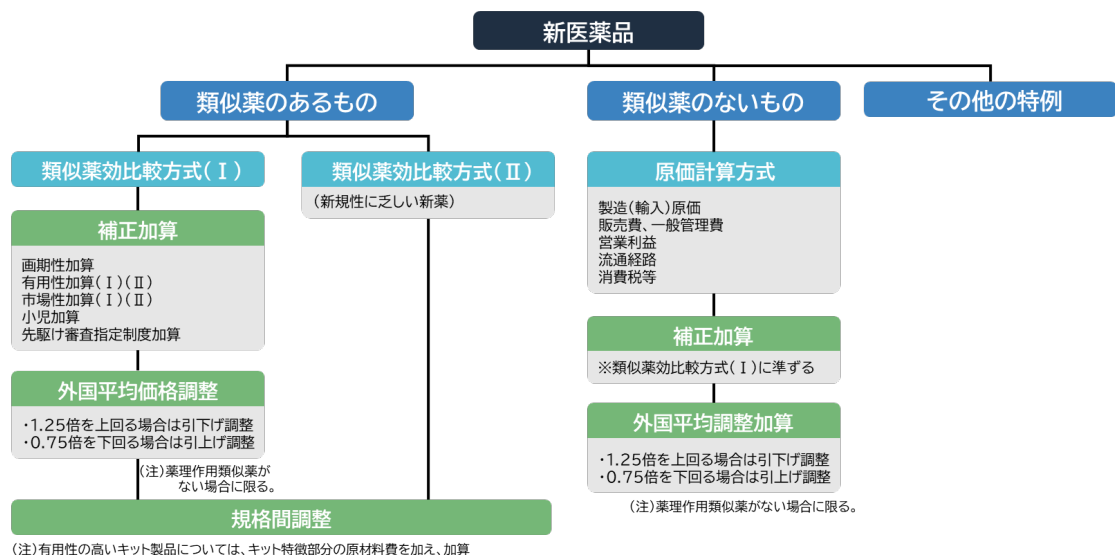 新医薬品
類似薬のあるもの
類似薬のないもの
その他の特例
類似薬効比較方式(Ⅰ)
類似薬効比較方式(Ⅱ)
(新規性に乏しい新薬)
補正加算
画期性加算
有用性加算(Ⅰ)(Ⅱ)
市場性加算(Ⅰ)(Ⅱ)
小児加算
先駆け審査指定制度加算
外国平均価格調整
・1.25倍を上回る場合は引下げ調整
・0.75倍を下回る場合は引上げ調整
(注)薬理作用類似薬が
ない場合に限る。
規格間調整
(注)有用性の高いキット製品については、キット特徴部分の原材料費を加え、加算
原価計算方式
製造(輸入)原価
販売費、一般管理費
営業利益
流通経路
消費税等
補正加算
※類似薬効比較方式(Ⅰ)に準ずる
外国平均調整加算
・1.25倍を上回る場合は引下げ調整
・0.75倍を下回る場合は引上げ調整
(注)薬理作用類似薬がない場合に限る。